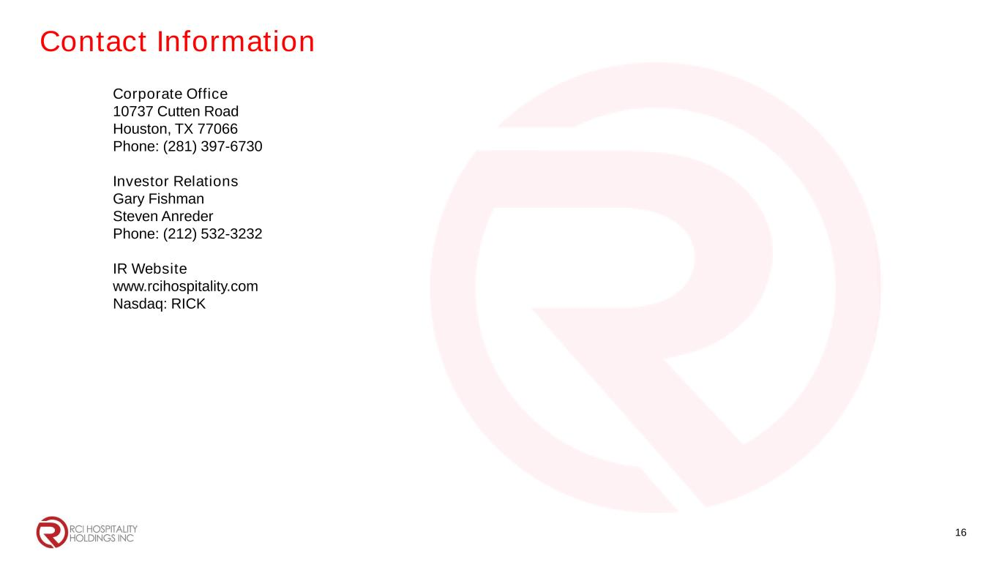 Contact Information
Corporate Office
10737 Cutten Road
Houston, TX 77066
Phone: (281) 397-6730
Investor Relations
Gary Fishman
Steven Anreder
Phone: (212) 532-3232
IR Website
www.rcihospitality.com
Nasdaq: RICK
RCI HOSPITALITY
HOLDINGS INC
16